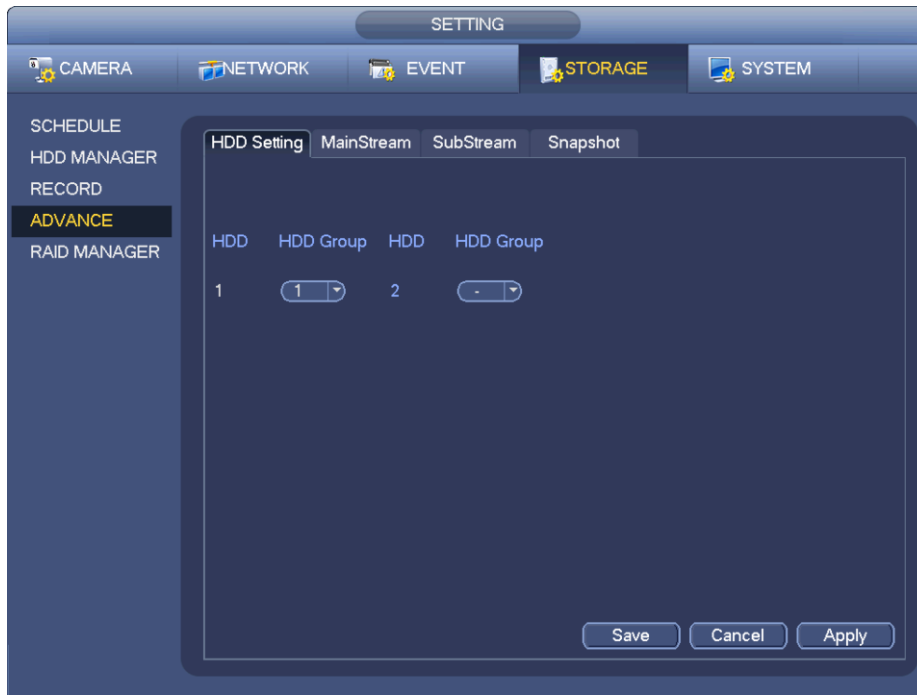 SETTING
CAMERA NETWORK EVENT STORAGE SYSTEM
SCHEDULE
HDD MANAGER
RECORD
ADVANCE
RAID MANAGER
HDD Setting MainStream SubStream Snapshot
HDD HDD Group HDD HDD Group
1 1 2 -
Save Cancel Apply